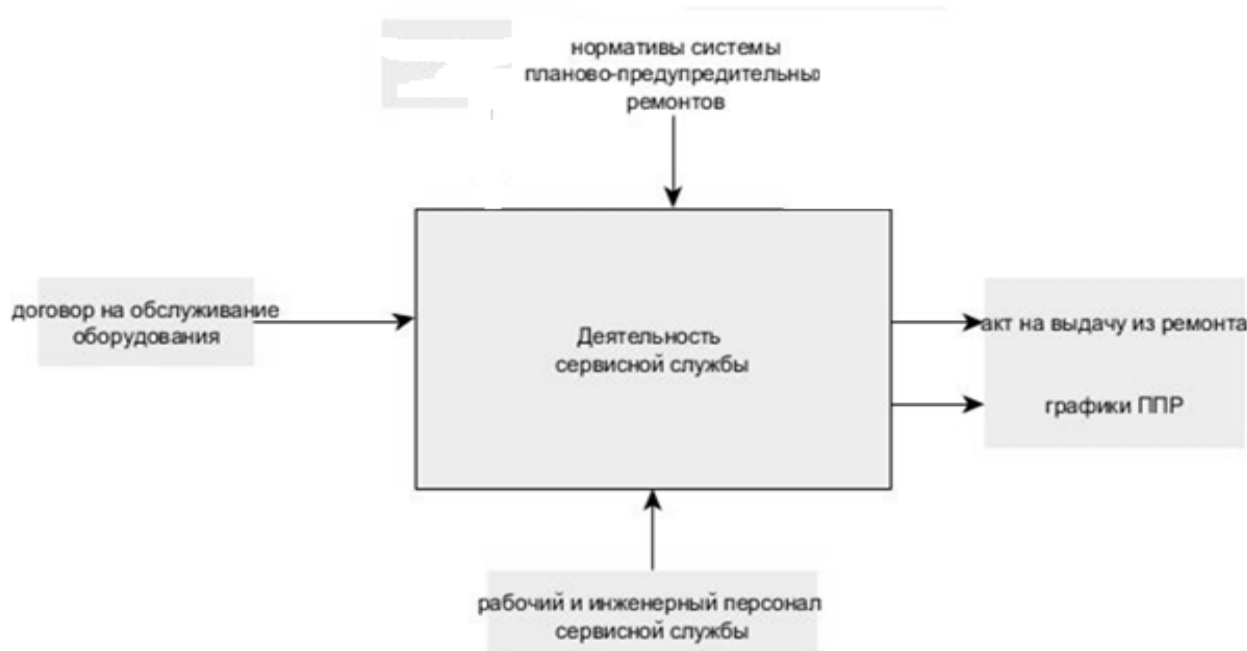 нормативы системы
планово-предупредительны
ремонтов
договор на обслуживание
оборудования
Деятельность
сервисной службы
акт на выдачу из ремонта
графики ППР
рабочий и инженерный персонал
сервисной службы